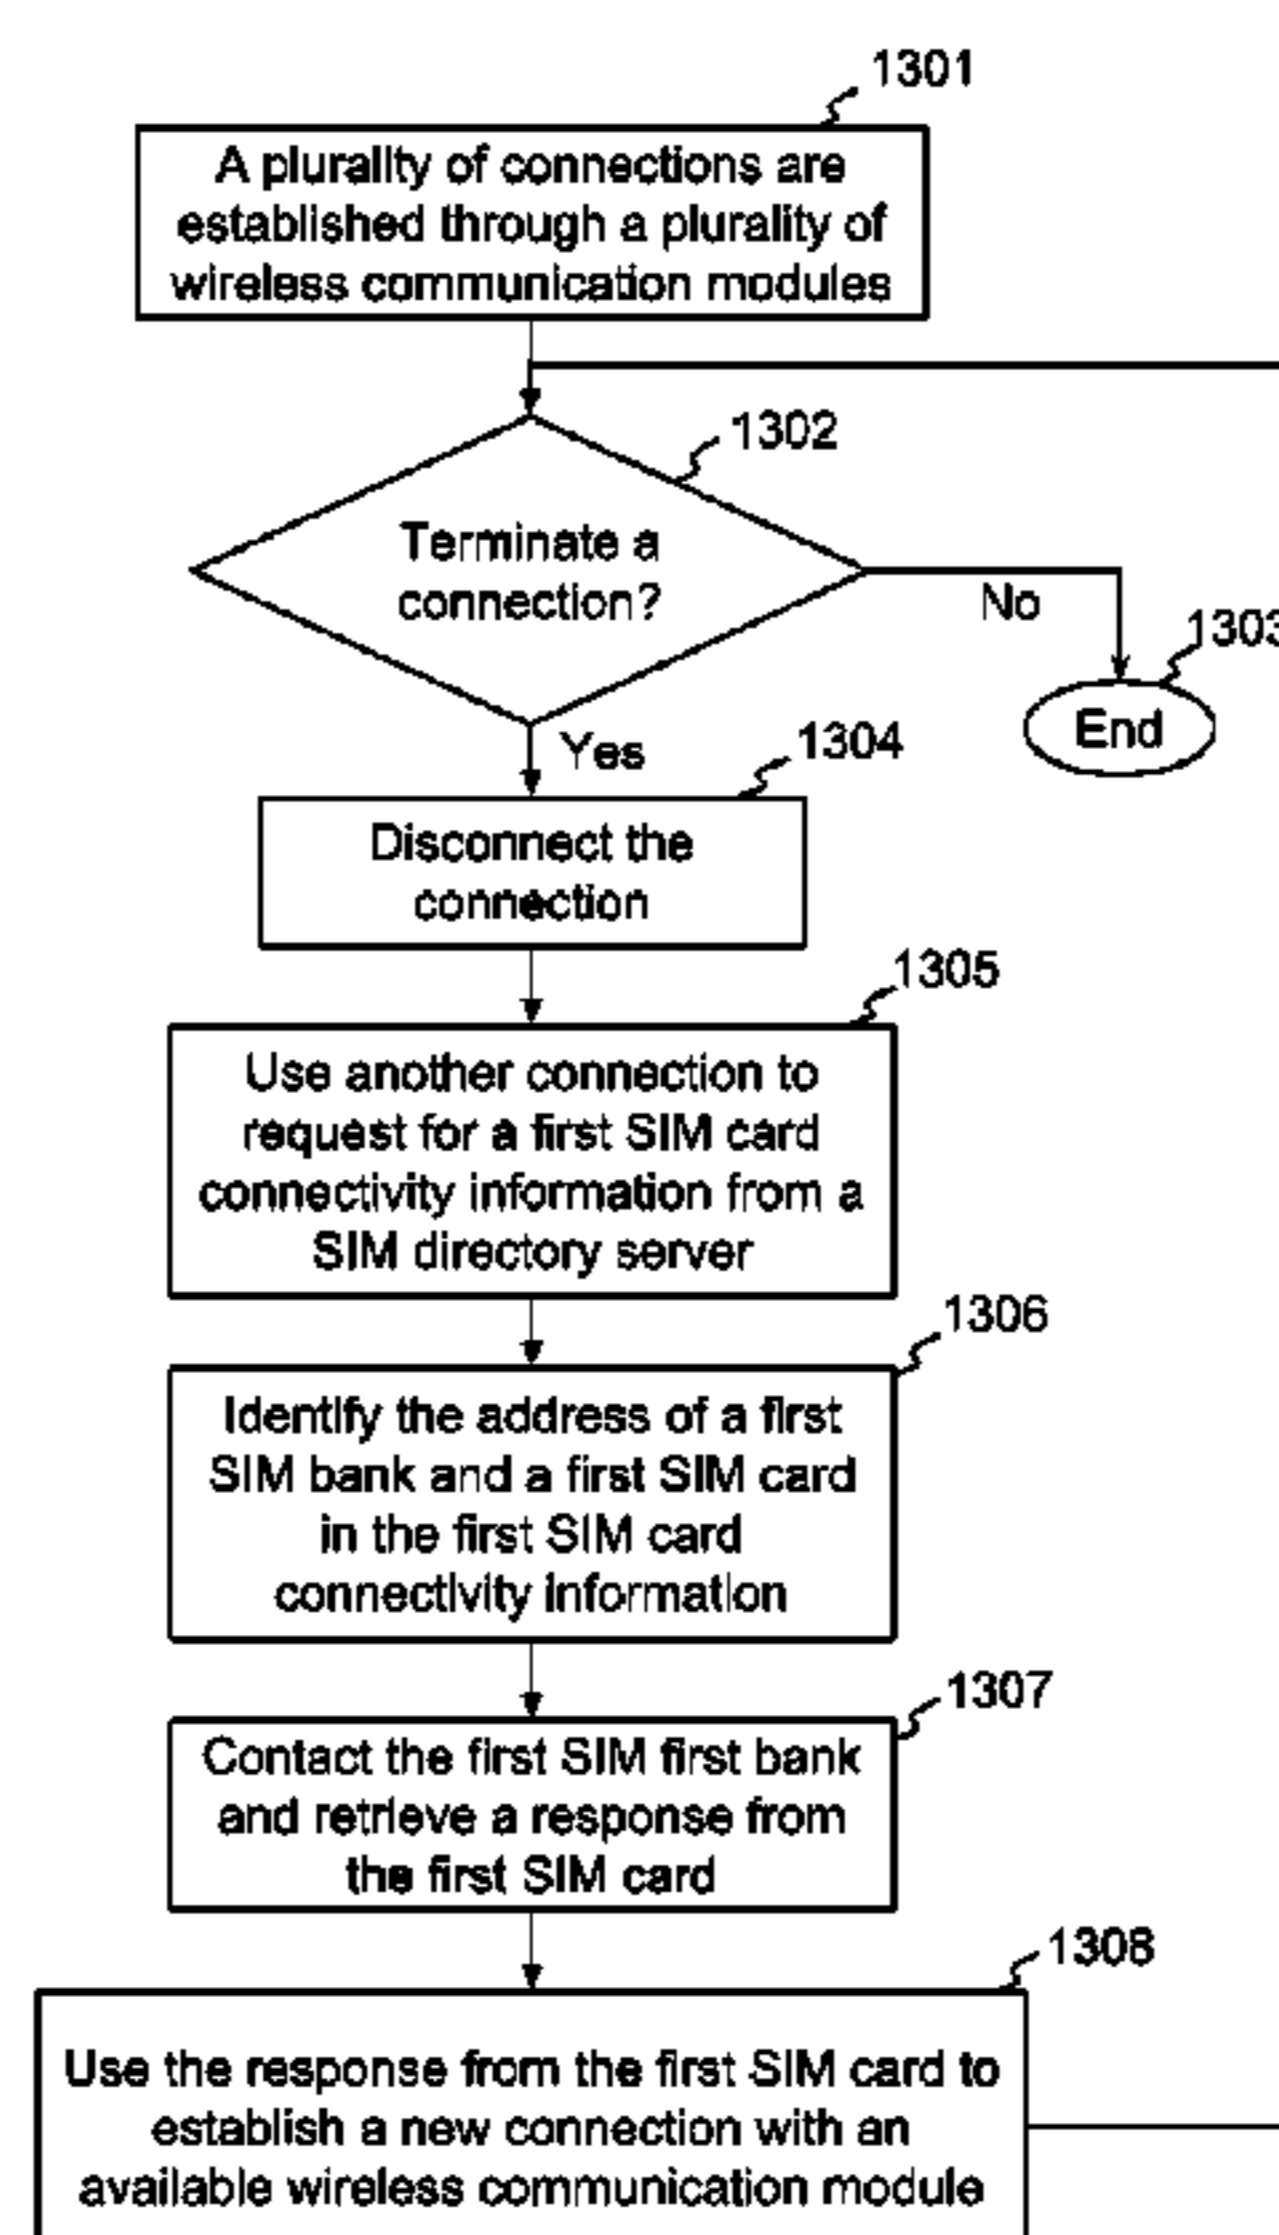 1301
A plurality of connections are
established through a plurality of
wireless communication modules
1302
Terminate a
connection?
No
1303
End
Yes
1304
Disconnect the
connection
1305
Use another connection to
request for a first SIM card
connectivity information from a
SIM directory server
1306
Identify the address of a first
SIM bank and a first SIM card
in the first SIM card
connectivity information
1307
Contact the first SIM first bank
and retrieve a response from
the first SIM card
1308
Use the response from the first SIM card to
establish a new connection with an
available wireless communication module